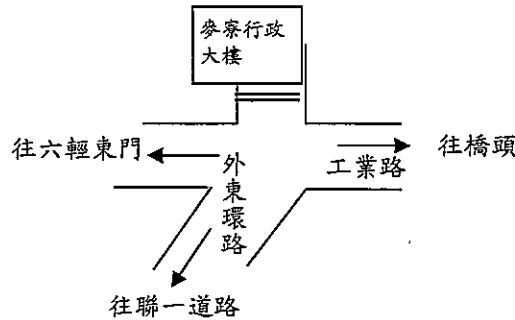 麥寮行政
大樓
往六輕東門
往橋頭
工業路
外東環路
往聯一道路